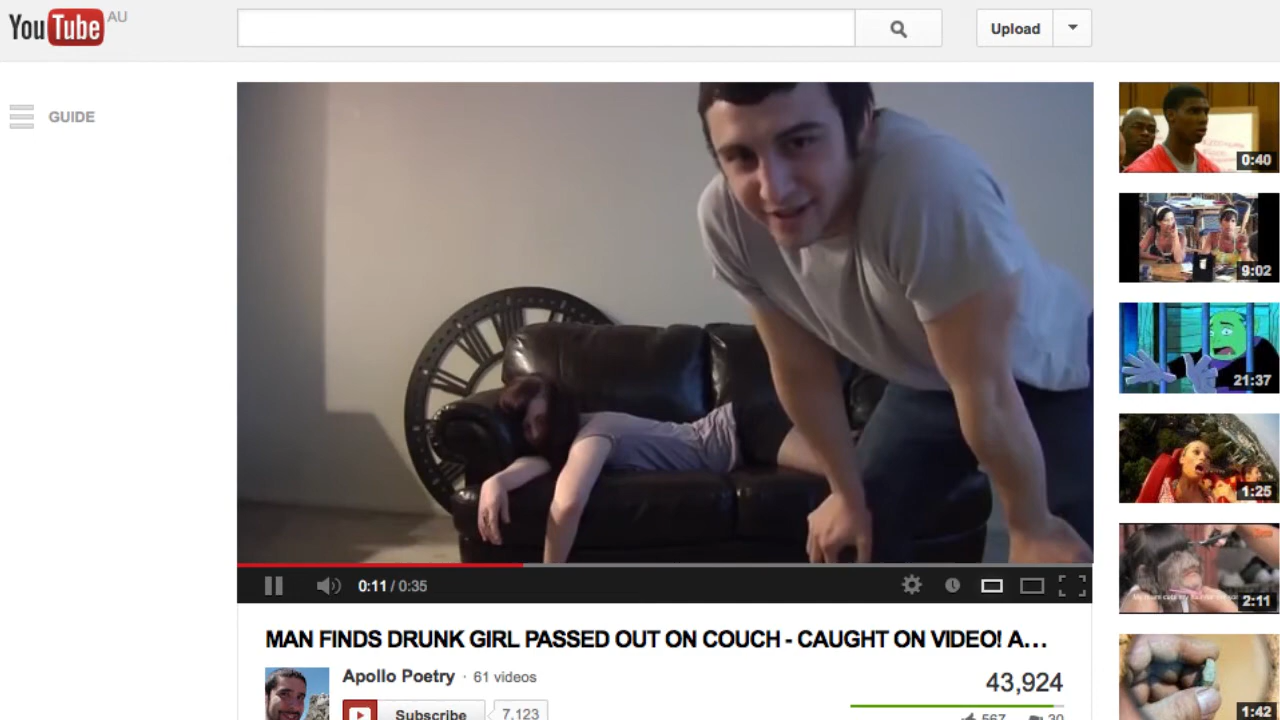 YouTube AU
Upload
GUIDE
0:40
9:02
21:37
1:25
2:11
0:11 / 0:35
MAN FINDS DRUNK GIRL PASSED OUT ON COUCH - CAUGHT ON VIDEO! A...
Apollo Poetry · 61 videos
43,924
Subscribe 7,123
567 30
1:42